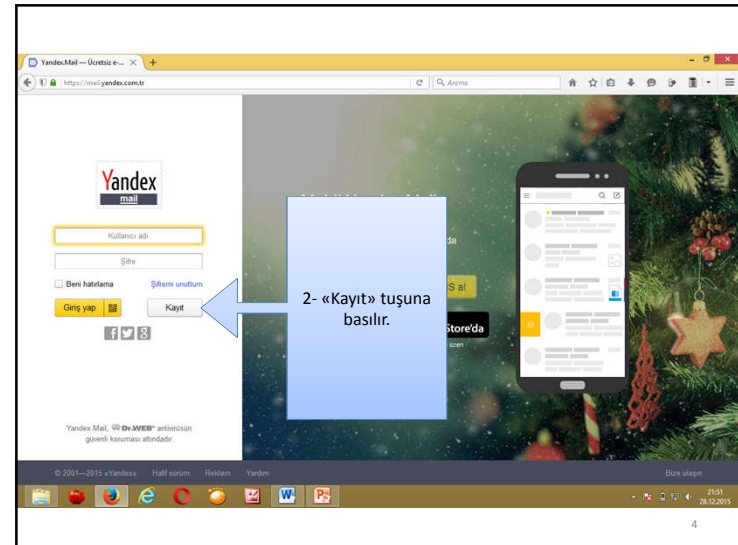 Yandex.Mail — Ücretsiz e-...
https://mail.yandex.com.tr
Arama
Yandex
mail
Kullanıcı adı
Şifre
Beni hatırlama
Şifremi unuttum
Giriş yap
Kayıt
2- «Kayıt» tuşuna
basılır.
da
S al
Store'da
üzen
Yandex.Mail, Dr.WEB® antivirüsün
güvenli koruması altındadır
© 2001—2015 «Yandex» Hafif sürüm Reklam Yardım
Bize ulaşın
21:51
28.12.2015
4